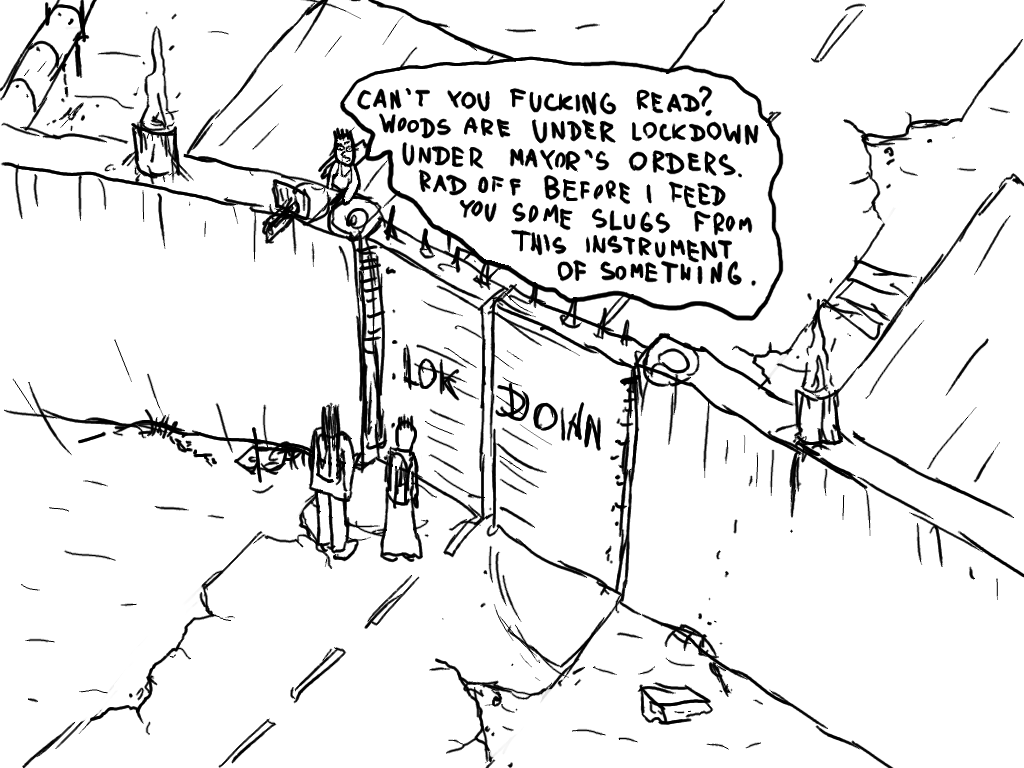 CAN'T YOU FUCKING READ?
WOODS ARE UNDER LOCKDOWN
UNDER MAYOR'S ORDERS.
RAD OFF BEFORE I FEED
YOU SOME SLUGS FROM
THIS INSTRUMENT
OF SOMETHING.
LOK DOWN